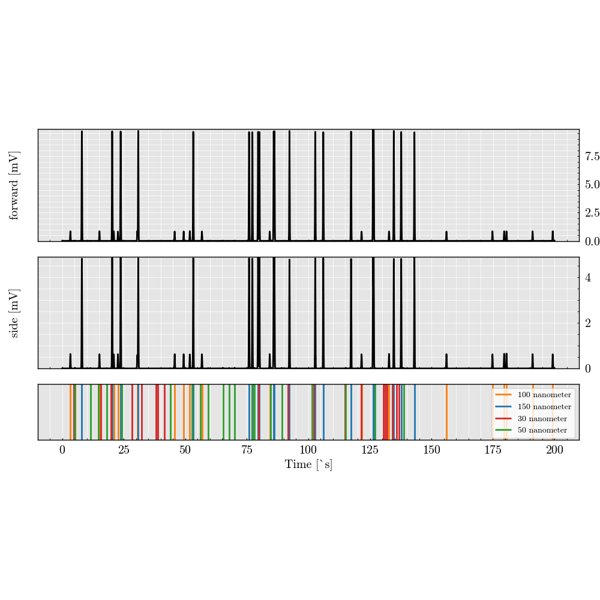 forward [mV]
7.5
5.0
2.5
0.0
side [mV]
4
2
0
100 nanometer
150 nanometer
30 nanometer
50 nanometer
0 25 50 75 100 125 150 175 200
Time [`s]